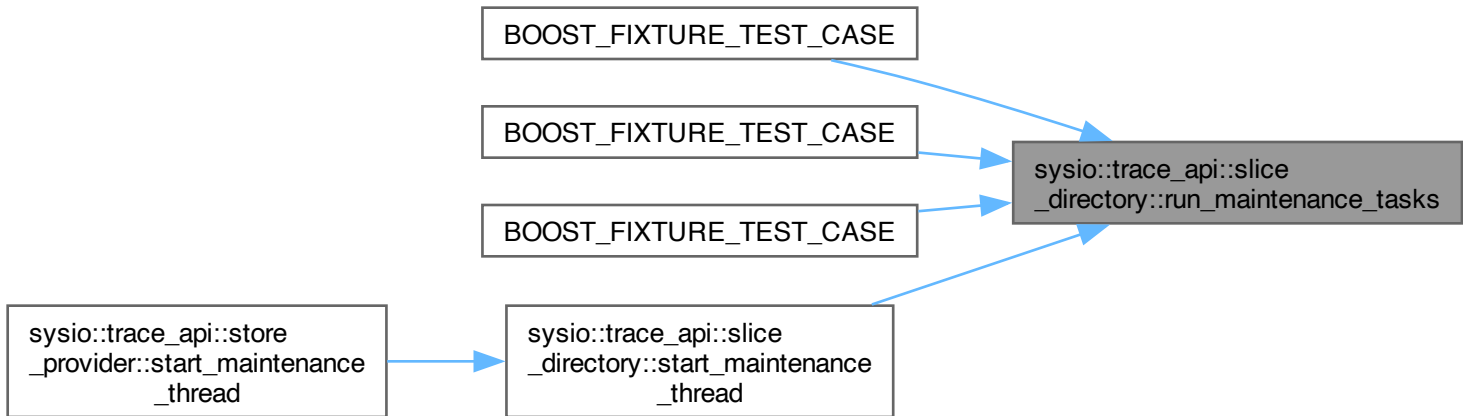 BOOST_FIXTURE_TEST_CASE
BOOST_FIXTURE_TEST_CASE
sysio::trace_api::slice
_directory::run_maintenance_tasks
BOOST_FIXTURE_TEST_CASE
sysio::trace_api::store
_provider::start_maintenance
_thread
sysio::trace_api::slice
_directory::start_maintenance
_thread